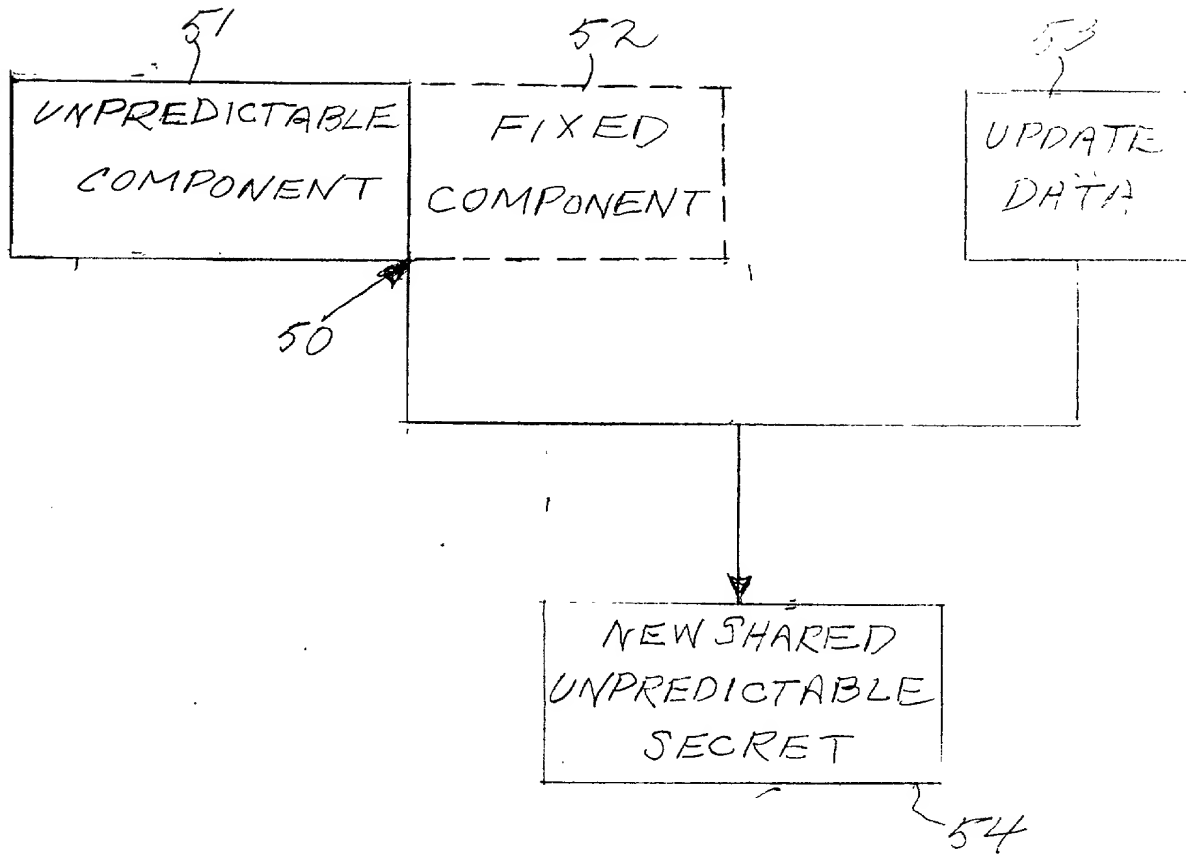 51
52
53
UNPREDICTABLE
COMPONENT
FIXED
COMPONENT
UPDATE
DATA
50
NEW SHARED
UNPREDICTABLE
SECRET
54